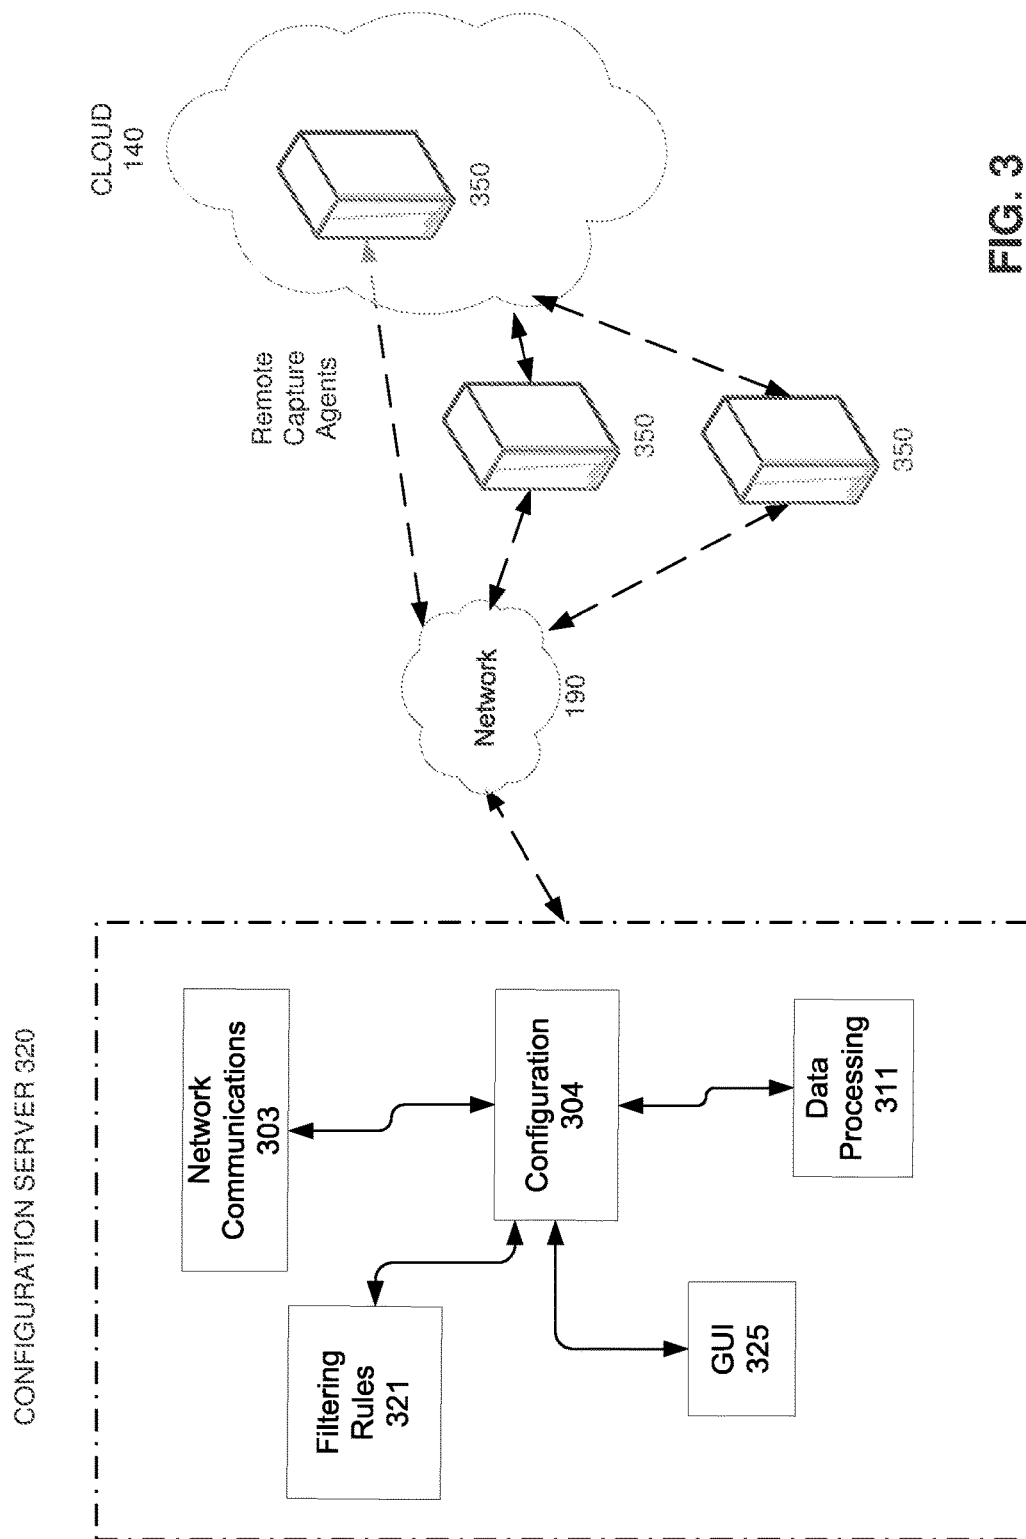 CONFIGURATION SERVER 320
Network
Communications
303
Filtering
Rules
321
Configuration
304
GUI
325
Data
Processing
311
Network
190
Remote
Capture
Agents
CLOUD
140
350
350
350
FIG. 3